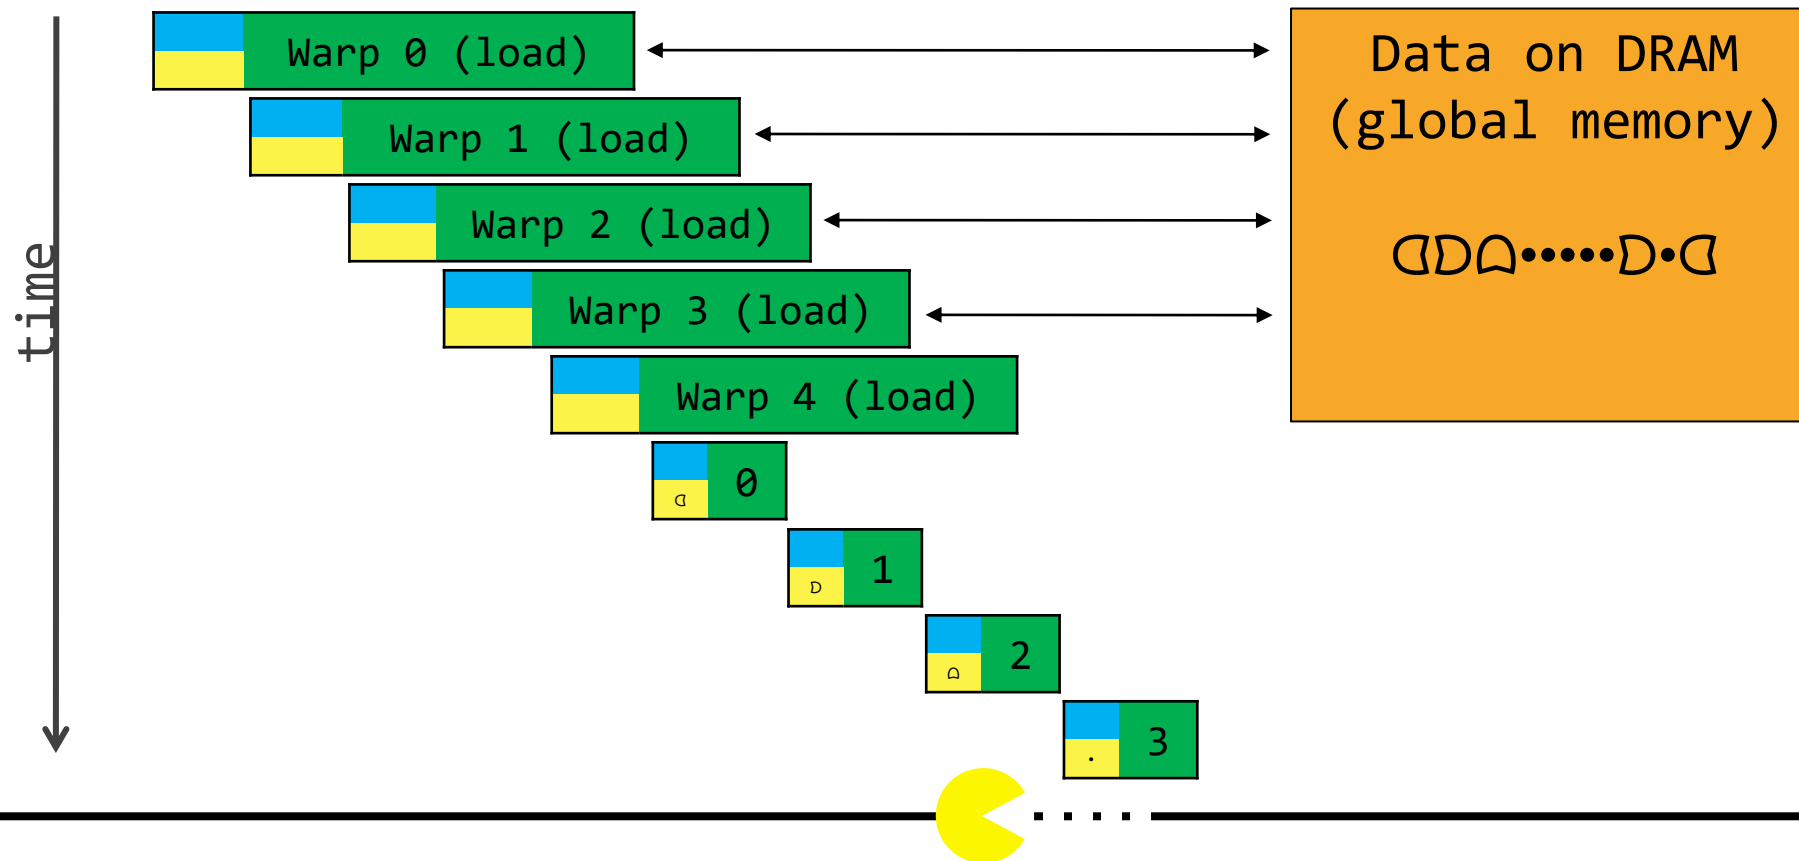 Warp 0 (load)
Data on DRAM
(global memory)
Warp 1 (load)
Warp 2 (load)
Warp 3 (load)
Warp 4 (load)
time
0
1
2
3